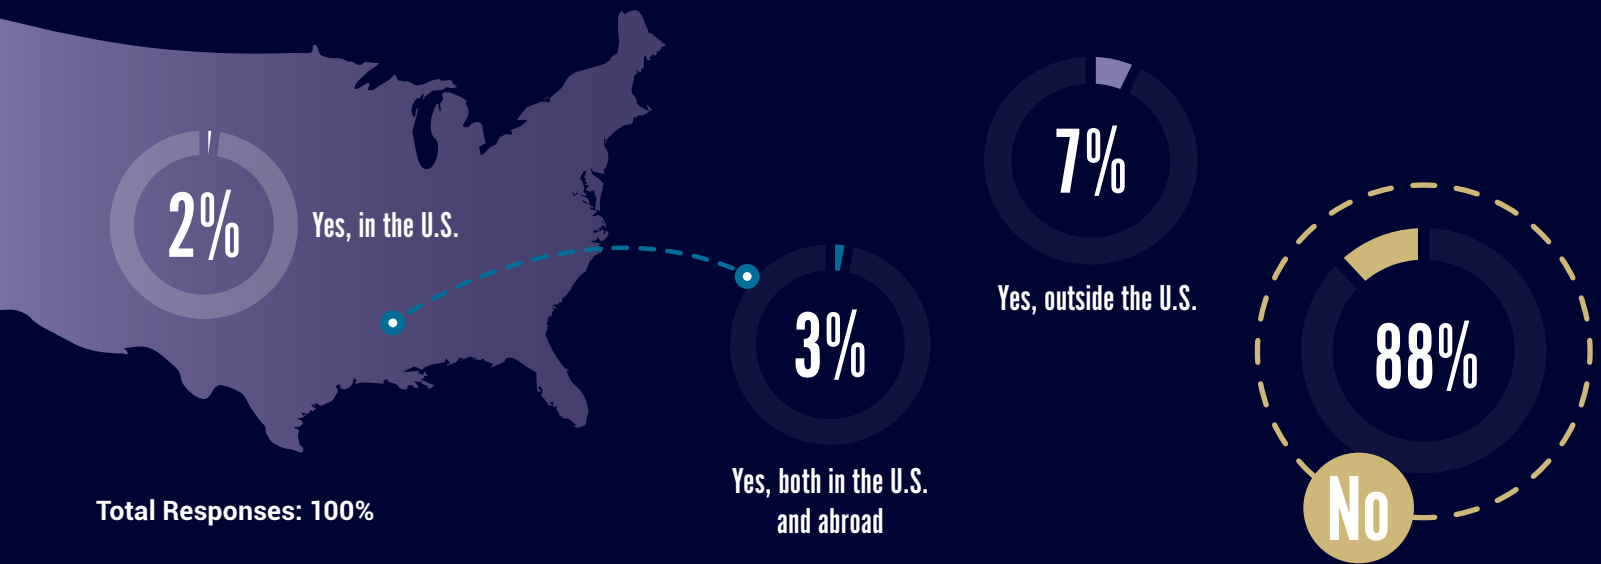 2%
Yes, in the U.S.
3%
Yes, both in the U.S.
and abroad
7%
Yes, outside the U.S.
88%
No
Total Responses: 100%